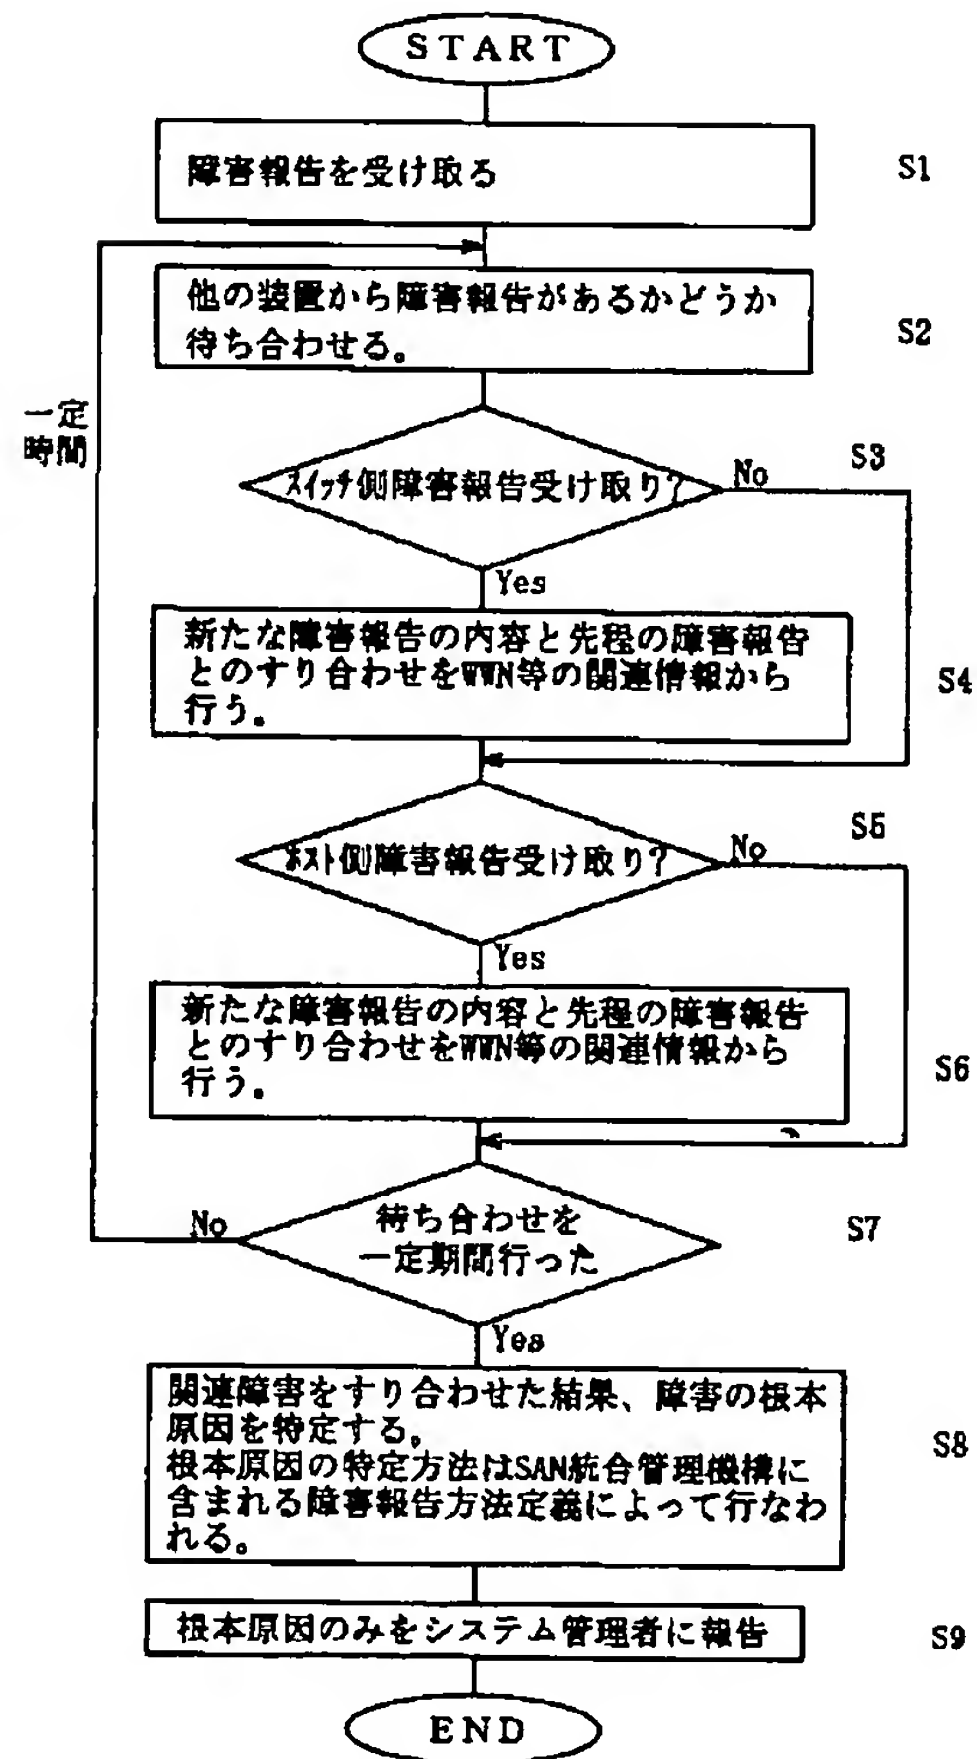 START
障害報告を受け取る
S1
他の装置から障害報告があるかどうか
待ち合わせる。
S2
一定
時間
スイッチ側障害報告受け取り?
No
S3
Yes
新たな障害報告の内容と先程の障害報告
とのすり合わせをWWN等の関連情報から
行う。
S4
ホスト側障害報告受け取り?
No
S5
Yes
新たな障害報告の内容と先程の障害報告
とのすり合わせをWWN等の関連情報から
行う。
S6
No
待ち合わせを
一定期間行った
S7
Yes
関連障害をすり合わせた結果、障害の根本
原因を特定する。
根本原因の特定方法はSAN統合管理機構に
含まれる障害報告方法定義によって行なわ
れる。
S8
根本原因のみをシステム管理者に報告
S9
END